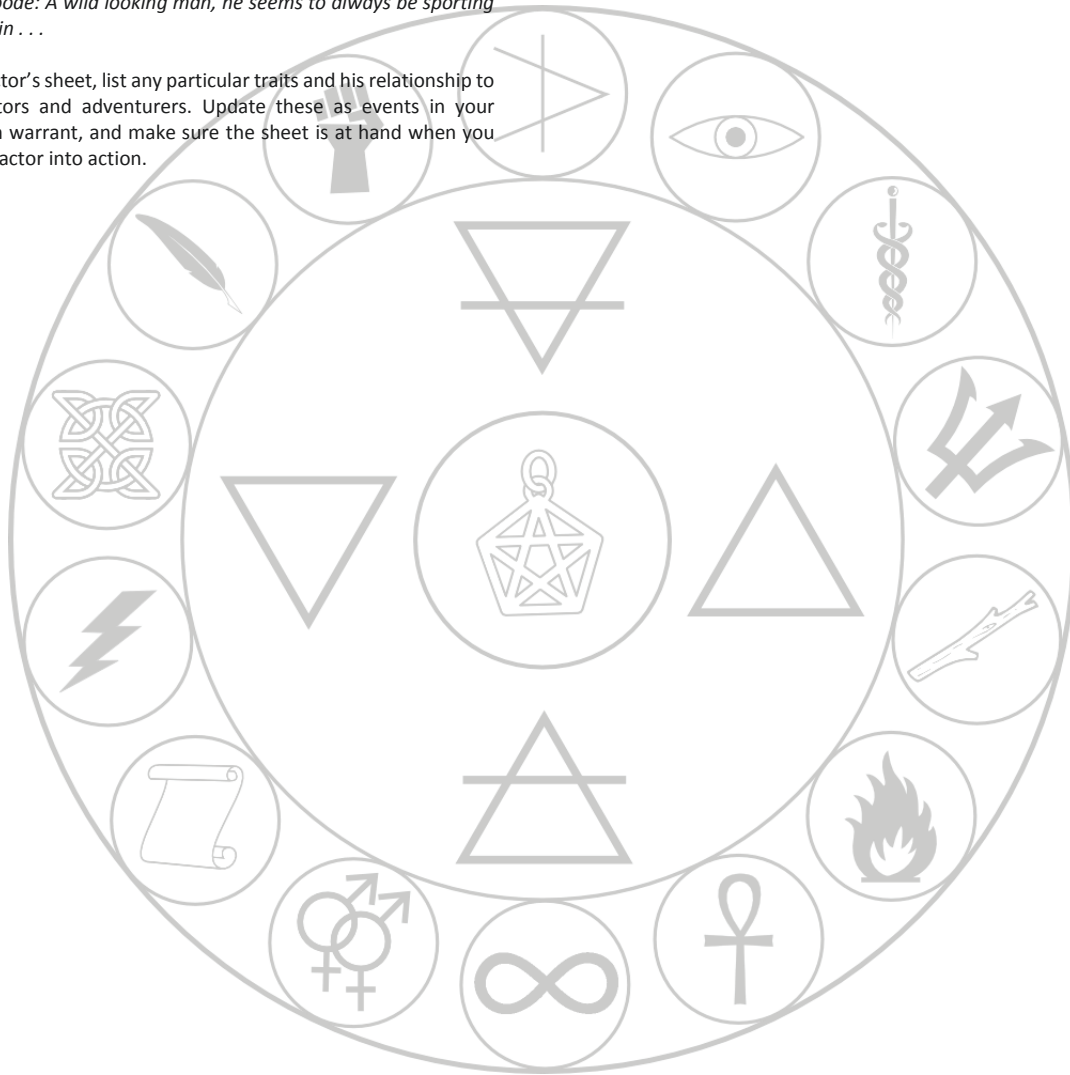 ode: A wild looking man, he seems to always be sporting
in . . .
tor's sheet, list any particular traits and his relationship to
tors and adventurers. Update these as events in your
warrant, and make sure the sheet is at hand when you
actor into action.